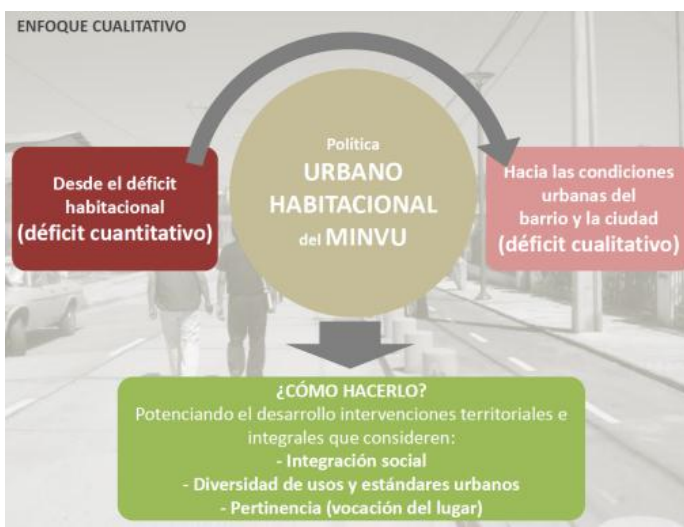 ENFOQUE CUALITATIVO
Política
URBANO
HABITACIONAL
del MINVU
Desde el déficit
habitacional
(déficit cuantitativo)
Hacia las condiciones
urbanas del
barrio y la ciudad
(déficit cualitativo)
¿CÓMO HACERLO?
Potenciando el desarrollo intervenciones territoriales e
integrales que consideren:
- Integración social
- Diversidad de usos y estándares urbanos
- Pertinencia (vocación del lugar)